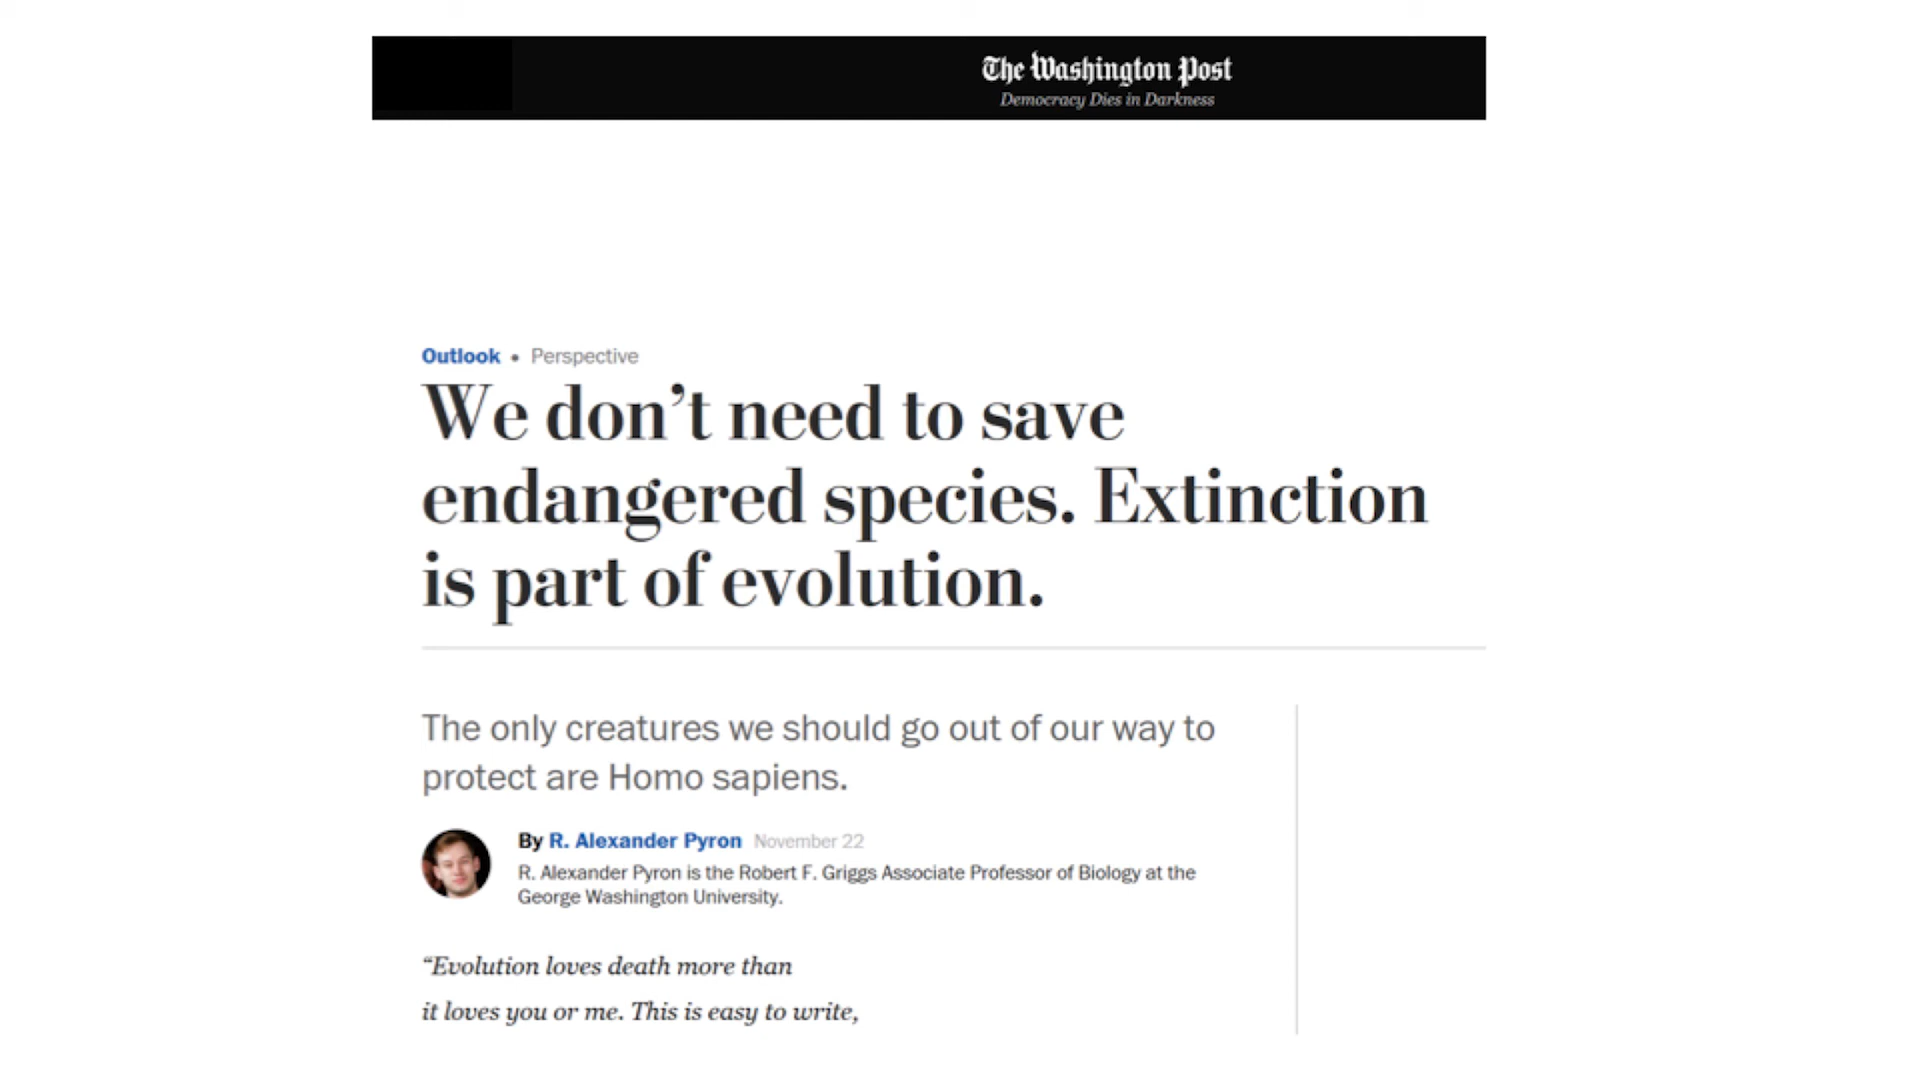 The Washington Post
Democracy Dies in Darkness
Outlook • Perspective
We don’t need to save
endangered species. Extinction
is part of evolution.
The only creatures we should go out of our way to
protect are Homo sapiens.
By R. Alexander Pyron November 22
R. Alexander Pyron is the Robert F. Griggs Associate Professor of Biology at the
George Washington University.
“Evolution loves death more than
it loves you or me. This is easy to write,